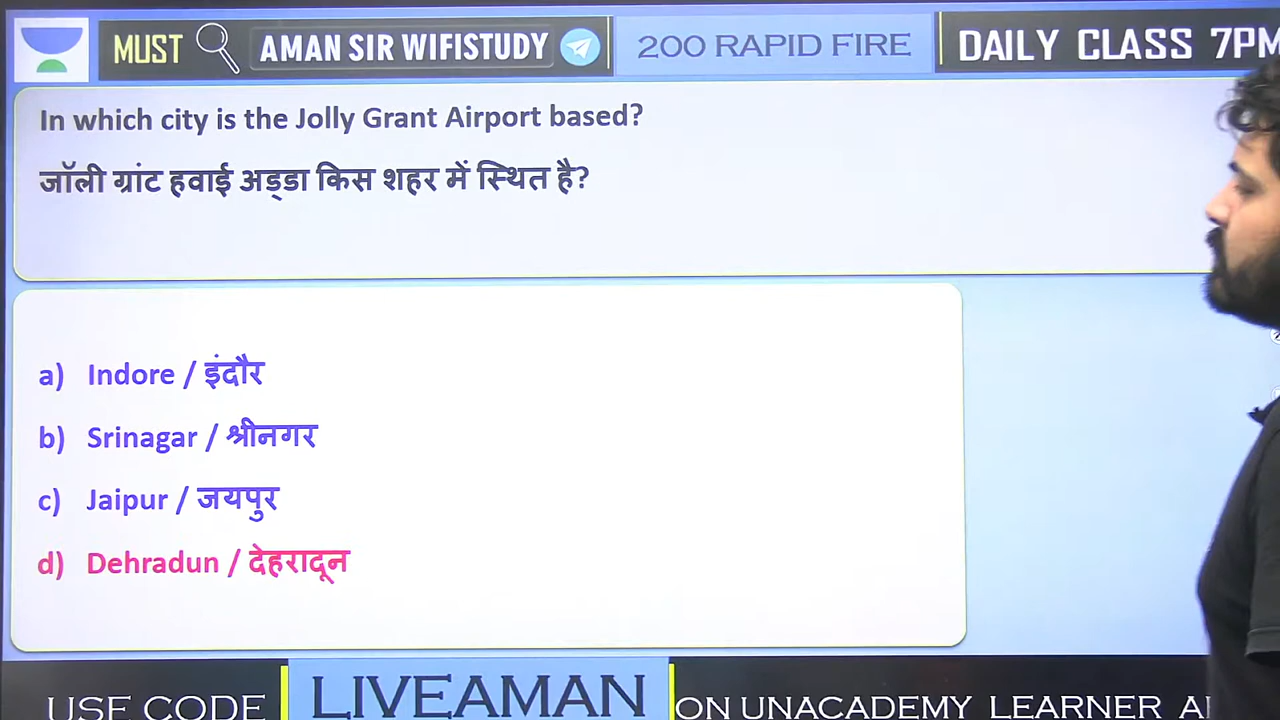 MUST AMAN SIR WIFISTUDY 200 RAPID FIRE DAILY CLASS 7PM
In which city is the Jolly Grant Airport based?
जॉली ग्रांट हवाई अड्डा किस शहर में स्थित है?
a) Indore / इंदौर
b) Srinagar / श्रीनगर
c) Jaipur / जयपुर
d) Dehradun / देहरादून
USE CODE LIVEAMAN ON UNACADEMY LEARNER